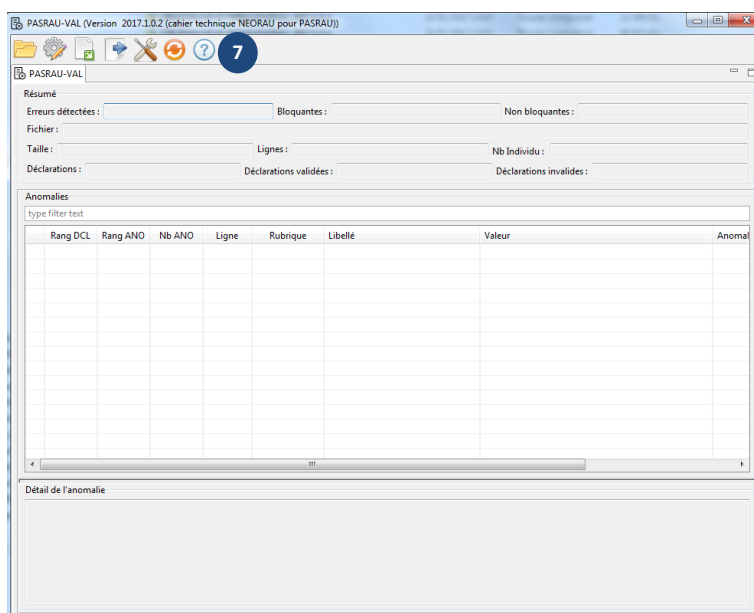 PASRAU-VAL (Version 2017.1.0.2 (cahier technique NEORAU pour PASRAU))
7
PASRAU-VAL
Résumé
Erreurs détectées : Bloquantes : Non bloquantes :
Fichier :
Taille : Lignes : Nb Individu :
Déclarations : Déclarations validées : Déclarations invalides :
Anomalies
type filter text
Rang DCL Rang ANO Nb ANO Ligne Rubrique Libellé Valeur Anomal
Détail de l'anomalie